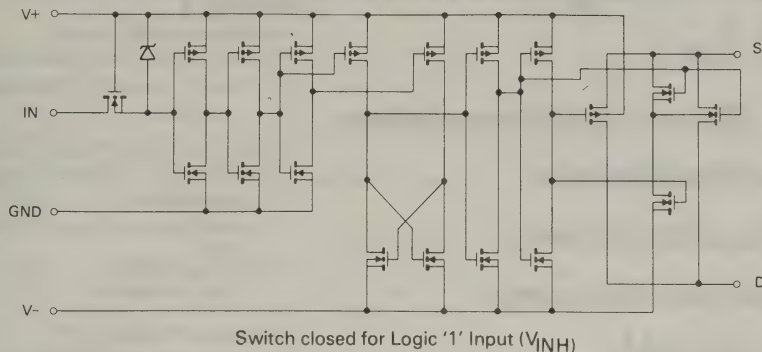 V+
S
IN
GND
D
V-
Switch closed for Logic '1' Input (VINH)